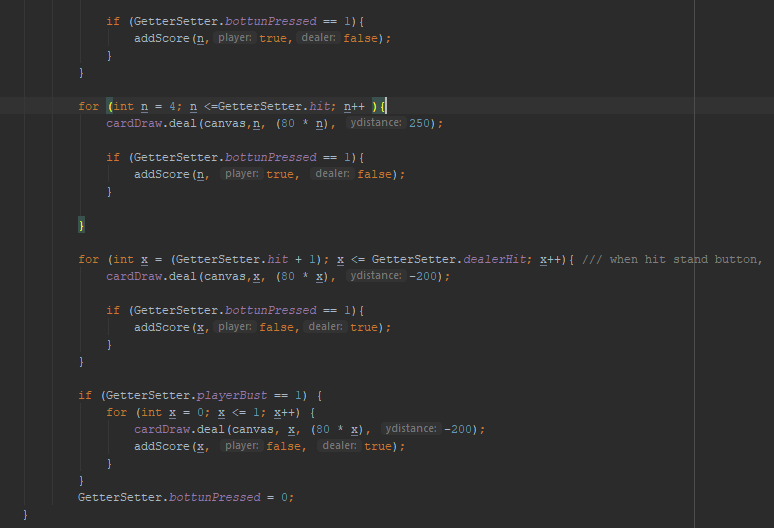 if (GetterSetter.bottunPressed == 1){
addScore(n, player: true, dealer: false);
}
}
for (int n = 4; n <=GetterSetter.hit; n++ ){
cardDraw.deal(canvas,n, (80 * n), ydistance: 250);
if (GetterSetter.bottunPressed == 1){
addScore(n, player: true, dealer: false);
}
}
for (int x = (GetterSetter.hit + 1); x <= GetterSetter.dealerHit; x++){ /// when hit stand button,
cardDraw.deal(canvas,x, (80 * x), ydistance: -200);
if (GetterSetter.bottunPressed == 1){
addScore(x, player: false, dealer: true);
}
}
if (GetterSetter.playerBust == 1) {
for (int x = 0; x <= 1; x++) {
cardDraw.deal(canvas, x, (80 * x), ydistance: -200);
addScore(x, player: false, dealer: true);
}
}
GetterSetter.bottunPressed = 0;
}